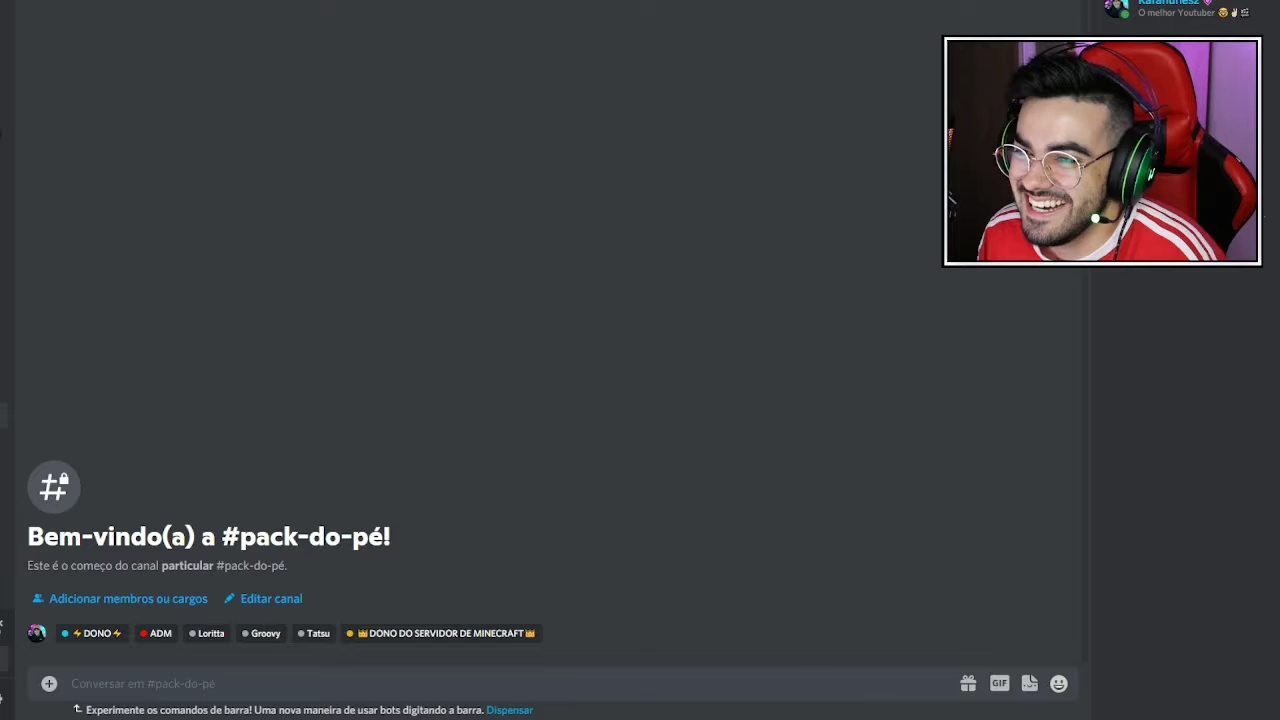 Karanunesz
O melhor Youtuber
Bem-vindo(a) a #pack-do-pé!
Este é o começo do canal particular #pack-do-pé.
Adicionar membros ou cargos Editar canal
⚡DONO⚡ ADM Loritta Groovy Tatsu 👑DONO DO SERVIDOR DE MINECRAFT👑
Conversar em #pack-do-pé
GIF
Experimente os comandos de barra! Uma nova maneira de usar bots digitando a barra. Dispensar